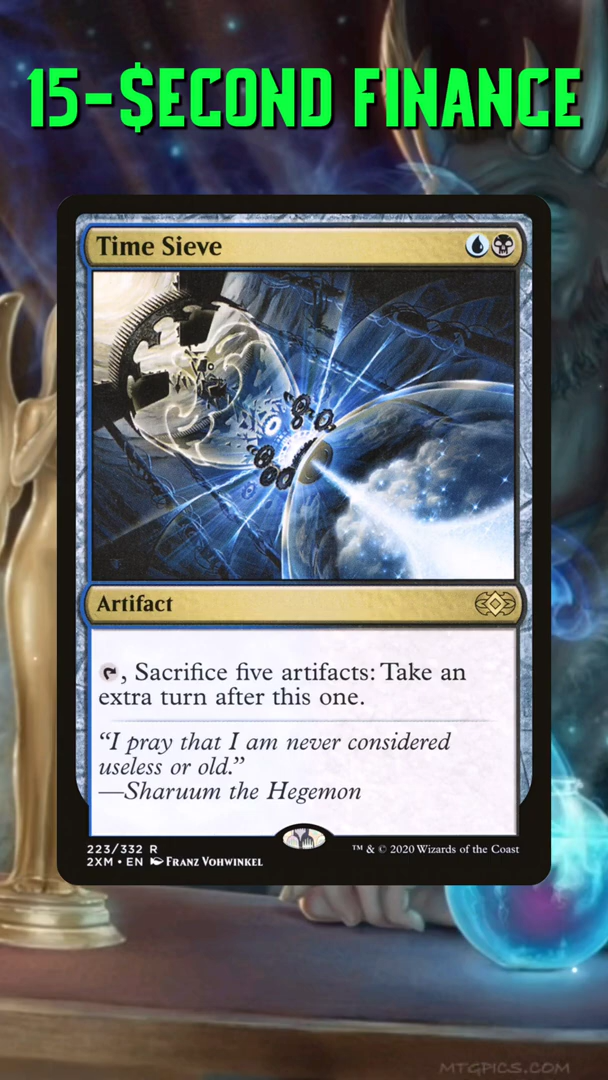 15-$ECOND FINANCE
Time Sieve
Artifact
, Sacrifice five artifacts: Take an
extra turn after this one.
“I pray that I am never considered
useless or old.”
—Sharuum the Hegemon
223/332 R
2XM • EN Franz Vohwinkel
™ & © 2020 Wizards of the Coast
MTGPICS.COM